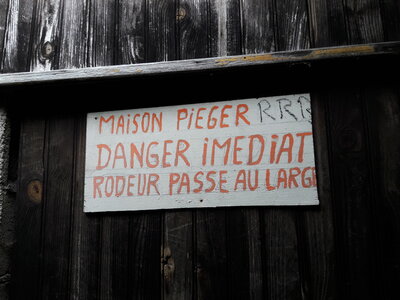 MAISON PiEGER RRR
DANGER iMEDiAT
RODEUR PASSE AU LARGE